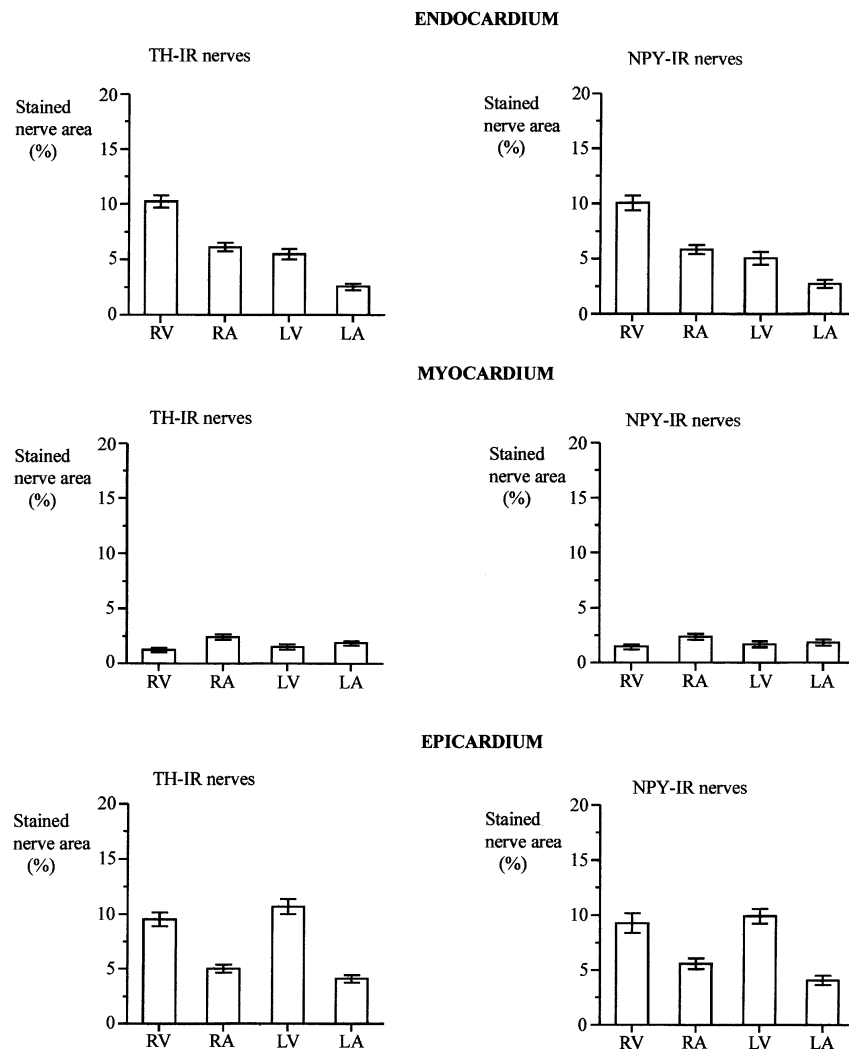 ENDOCARDIUM
TH-IR nerves
NPY-IR nerves
Stained
nerve area
(%)
20
15
10
5
0
RV RA LV LA
Stained
nerve area
(%)
20
15
10
5
0
RV RA LV LA
MYOCARDIUM
TH-IR nerves
NPY-IR nerves
Stained
nerve area
(%)
20
15
10
5
0
RV RA LV LA
Stained
nerve area
(%)
20
15
10
5
0
RV RA LV LA
EPICARDIUM
TH-IR nerves
NPY-IR nerves
Stained
nerve area
(%)
20
15
10
5
0
RV RA LV LA
Stained
nerve area
(%)
20
15
10
5
0
RV RA LV LA